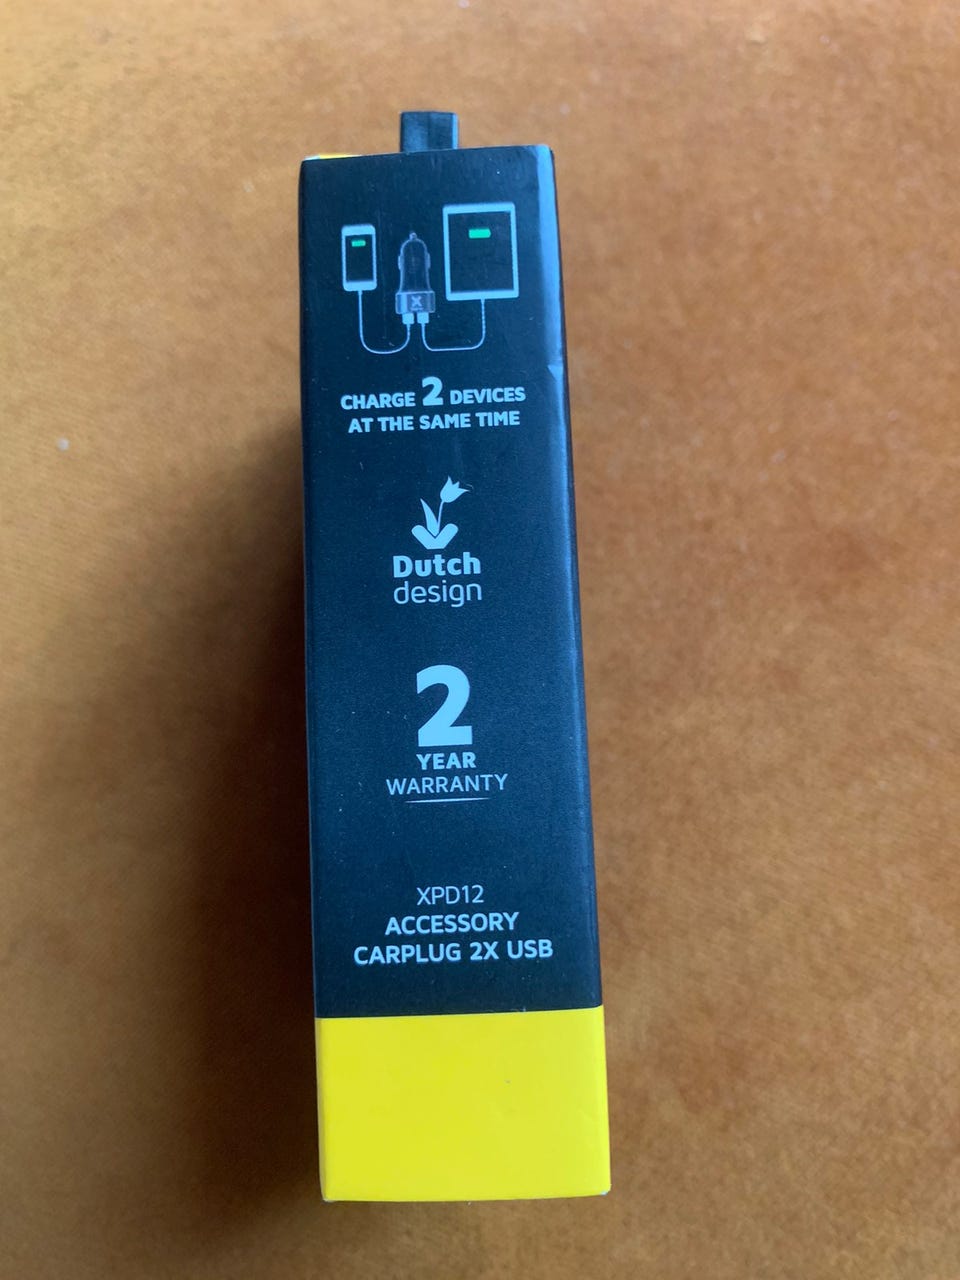 CHARGE 2 DEVICES
AT THE SAME TIME
Dutch
design
2
YEAR
WARRANTY
XPD12
ACCESSORY
CARPLUG 2X USB